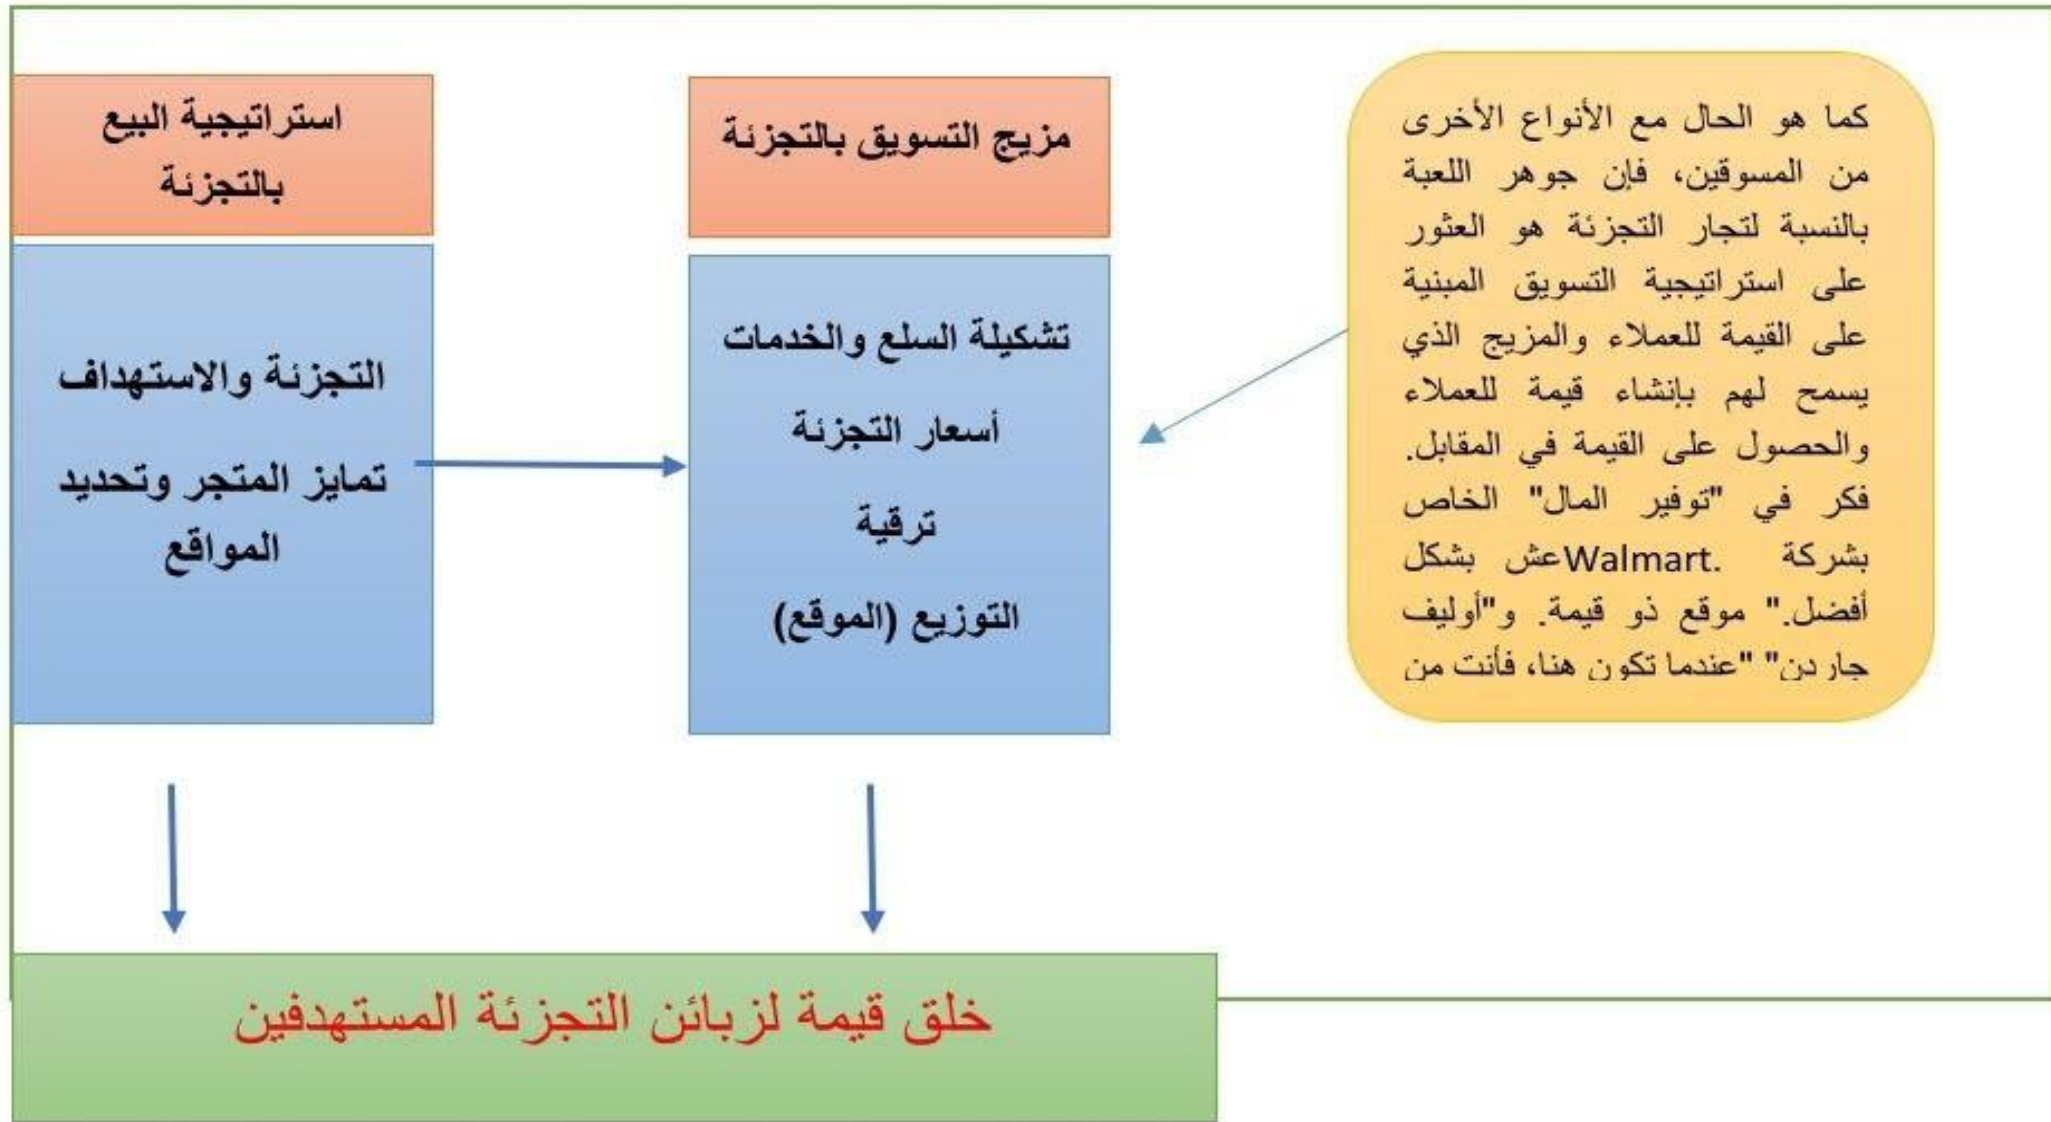 استراتيجية البيع
بالتجزئة
التجزئة والاستهداف
تمايز المتجر وتحديد
المواقع
مزيج التسويق بالتجزئة
تشكيلة السلع والخدمات
أسعار التجزئة
ترقية
التوزيع (الموقع)
كما هو الحال مع الأنواع الأخرى
من المسوقين، فإن جوهر اللعبة
بالنسبة لتجار التجزئة هو العثور
على استراتيجية التسويق المبنية
على القيمة للعملاء والمزيج الذي
يسمح لهم بإنشاء قيمة للعملاء
والحصول على القيمة في المقابل.
فكر في "توفير المال" الخاص
بشركة .Walmartعش بشكل
أفضل." موقع ذو قيمة. و"أوليف
جاردن" "عندما تكون هنا، فأنت من
خلق قيمة لزبائن التجزئة المستهدفين